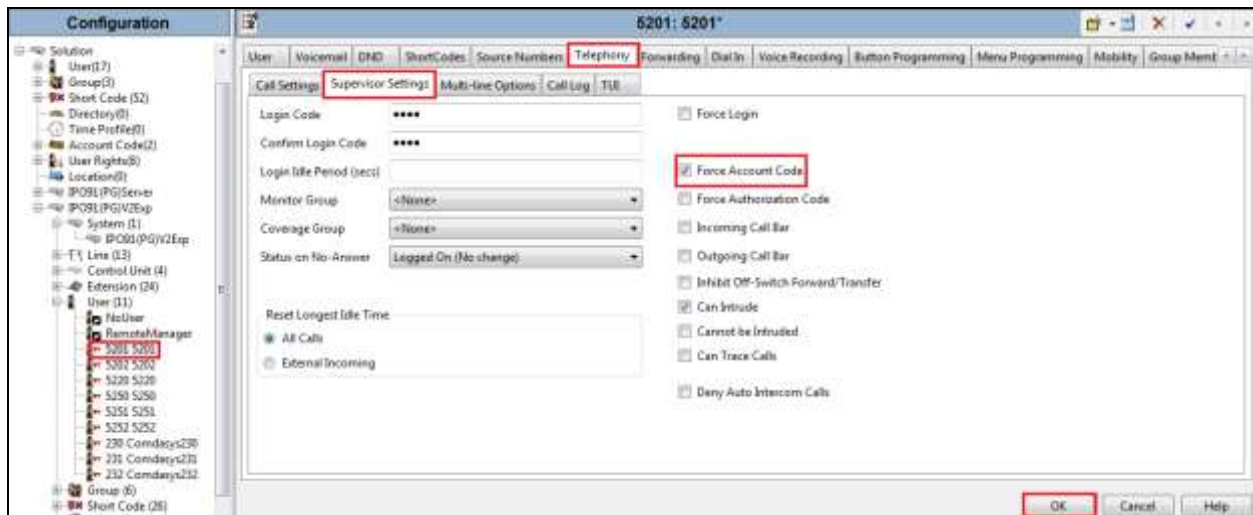 Configuration
5201: 5201*
Solution
User(17)
Group(3)
Short Code (52)
Directory(0)
Time Profile(0)
Account Code(2)
User Rights(8)
Location(0)
IPO91(PG)Server
IPO91(PG)V2Exp
System (1)
IPO91(PG)V2Exp
Line (13)
Control Unit (4)
Extension (24)
User (11)
NoUser
RemoteManager
5201 5201
5202 5202
5220 5220
5250 5250
5251 5251
5252 5252
230 Comdasys230
231 Comdasys231
232 Comdasys232
Group (6)
Short Code (26)
User Voicemail DND ShortCodes Source Numbers Telephony Forwarding Dial In Voice Recording Button Programming Menu Programming Mobility Group Memb
Call Settings Supervisor Settings Multi-line Options Call Log TUI
Login Code ●●●●
Confirm Login Code ●●●●
Login Idle Period (secs)
Monitor Group <None>
Coverage Group <None>
Status on No-Answer Logged On (No change)
Reset Longest Idle Time
All Calls
External Incoming
Force Login
Force Account Code
Force Authorization Code
Incoming Call Bar
Outgoing Call Bar
Inhibit Off-Switch Forward/Transfer
Can Intrude
Cannot be Intruded
Can Trace Calls
Deny Auto Intercom Calls
OK Cancel Help